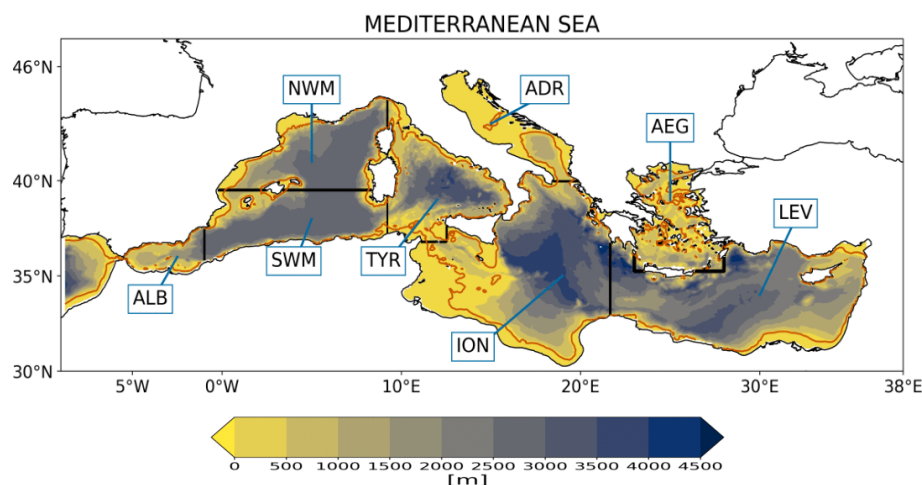 MEDITERRANEAN SEA
46°N
NWM
ADR
AEG
40°N
LEV
SWM
TYR
35°N
ALB
ION
30°N
5°W 0°W 10°E 20°E 30°E 38°E
0 500 1000 1500 2000 2500 3000 3500 4000 4500
[m]